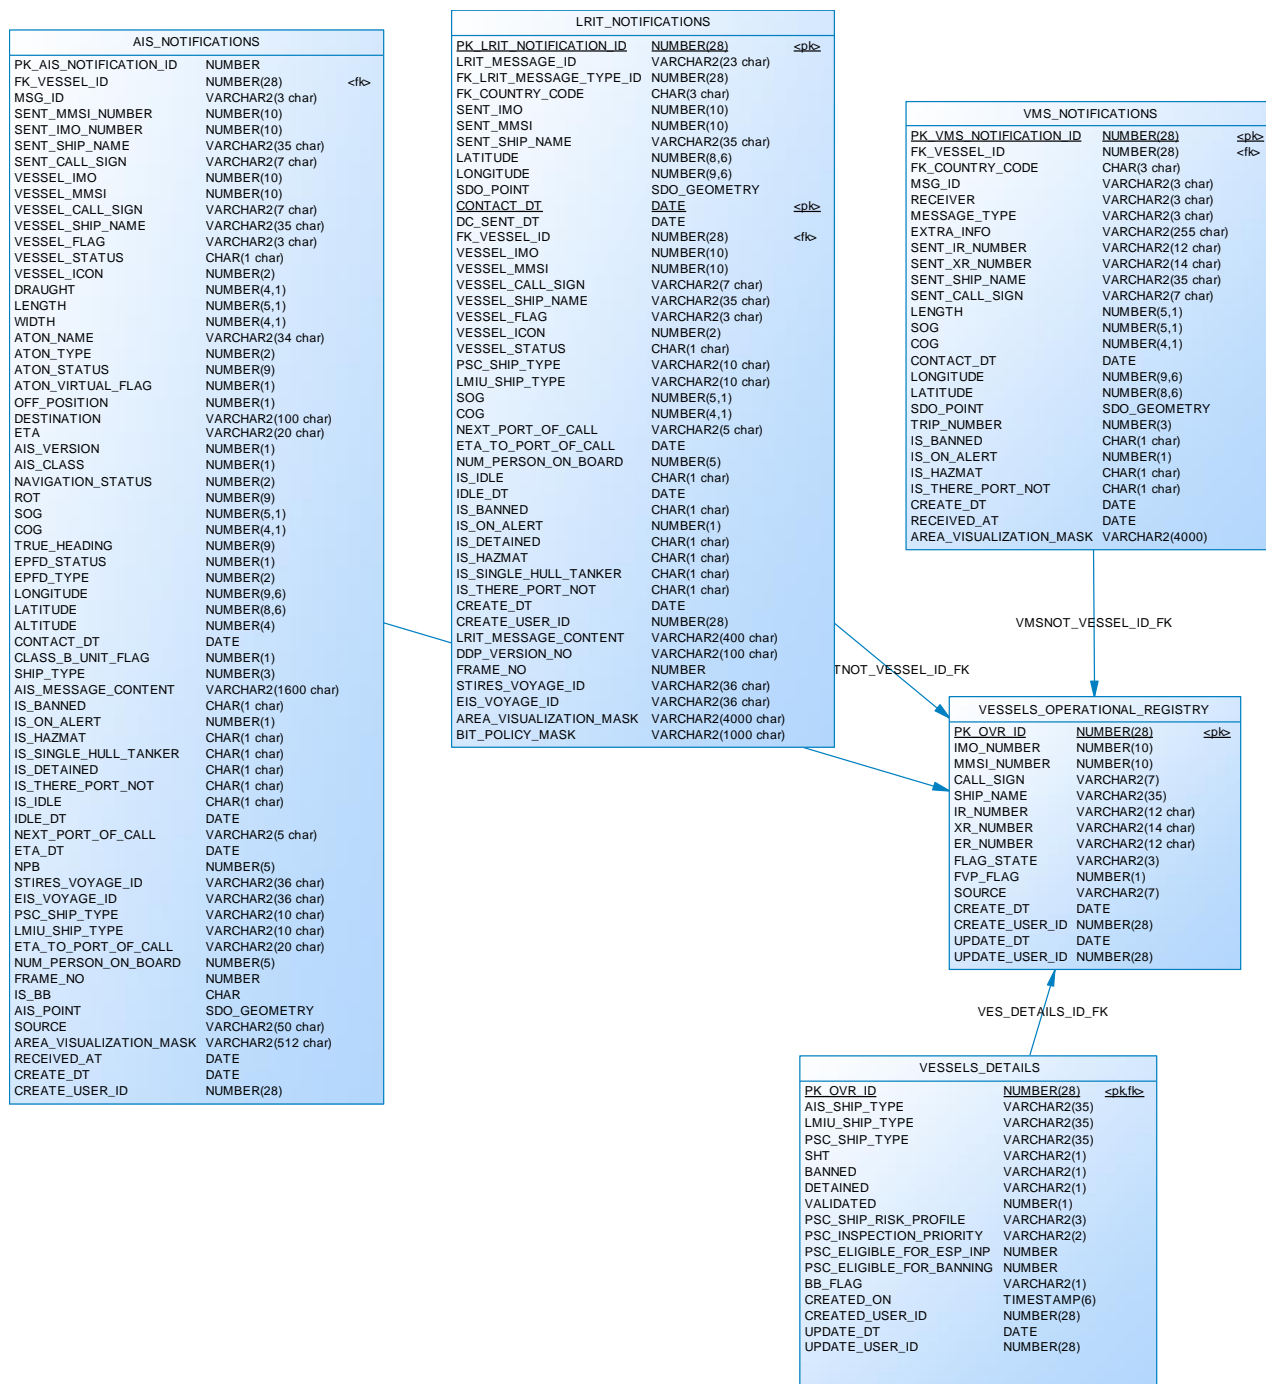 AIS_NOTIFICATIONS
PK_AIS_NOTIFICATION_ID NUMBER
FK_VESSEL_ID NUMBER(28) <fk>
MSG_ID VARCHAR2(3 char)
SENT_MMSI_NUMBER NUMBER(10)
SENT_IMO_NUMBER NUMBER(10)
SENT_SHIP_NAME VARCHAR2(35 char)
SENT_CALL_SIGN VARCHAR2(7 char)
VESSEL_IMO NUMBER(10)
VESSEL_MMSI NUMBER(10)
VESSEL_CALL_SIGN VARCHAR2(7 char)
VESSEL_SHIP_NAME VARCHAR2(35 char)
VESSEL_FLAG VARCHAR2(3 char)
VESSEL_STATUS CHAR(1 char)
VESSEL_ICON NUMBER(2)
DRAUGHT NUMBER(4,1)
LENGTH NUMBER(5,1)
WIDTH NUMBER(4,1)
ATON_NAME VARCHAR2(34 char)
ATON_TYPE NUMBER(2)
ATON_STATUS NUMBER(9)
ATON_VIRTUAL_FLAG NUMBER(1)
OFF_POSITION NUMBER(1)
DESTINATION VARCHAR2(100 char)
ETA VARCHAR2(20 char)
AIS_VERSION NUMBER(1)
AIS_CLASS NUMBER(1)
NAVIGATION_STATUS NUMBER(2)
ROT NUMBER(9)
SOG NUMBER(5,1)
COG NUMBER(4,1)
TRUE_HEADING NUMBER(9)
EPFD_STATUS NUMBER(1)
EPFD_TYPE NUMBER(2)
LONGITUDE NUMBER(9,6)
LATITUDE NUMBER(8,6)
ALTITUDE NUMBER(4)
CONTACT_DT DATE
CLASS_B_UNIT_FLAG NUMBER(1)
SHIP_TYPE NUMBER(3)
AIS_MESSAGE_CONTENT VARCHAR2(1600 char)
IS_BANNED CHAR(1 char)
IS_ON_ALERT NUMBER(1)
IS_HAZMAT CHAR(1 char)
IS_SINGLE_HULL_TANKER CHAR(1 char)
IS_DETAINED CHAR(1 char)
IS_THERE_PORT_NOT CHAR(1 char)
IS_IDLE CHAR(1 char)
IDLE_DT DATE
NEXT_PORT_OF_CALL VARCHAR2(5 char)
ETA_DT DATE
NPB NUMBER(5)
STIRES_VOYAGE_ID VARCHAR2(36 char)
EIS_VOYAGE_ID VARCHAR2(36 char)
PSC_SHIP_TYPE VARCHAR2(10 char)
LMIU_SHIP_TYPE VARCHAR2(10 char)
ETA_TO_PORT_OF_CALL VARCHAR2(20 char)
NUM_PERSON_ON_BOARD NUMBER(5)
FRAME_NO NUMBER
IS_BB CHAR
AIS_POINT SDO_GEOMETRY
SOURCE VARCHAR2(50 char)
AREA_VISUALIZATION_MASK VARCHAR2(512 char)
RECEIVED_AT DATE
CREATE_DT DATE
CREATE_USER_ID NUMBER(28)
LRIT_NOTIFICATIONS
PK_LRIT_NOTIFICATION_ID NUMBER(28) <pk>
LRIT_MESSAGE_ID VARCHAR2(23 char)
FK_LRIT_MESSAGE_TYPE_ID NUMBER(28)
FK_COUNTRY_CODE CHAR(3 char)
SENT_IMO NUMBER(10)
SENT_MMSI NUMBER(10)
SENT_SHIP_NAME VARCHAR2(35 char)
LATITUDE NUMBER(8,6)
LONGITUDE NUMBER(9,6)
SDO_POINT SDO_GEOMETRY
CONTACT_DT DATE <pk>
DC_SENT_DT DATE
FK_VESSEL_ID NUMBER(28) <fk>
VESSEL_IMO NUMBER(10)
VESSEL_MMSI NUMBER(10)
VESSEL_CALL_SIGN VARCHAR2(7 char)
VESSEL_SHIP_NAME VARCHAR2(35 char)
VESSEL_FLAG VARCHAR2(3 char)
VESSEL_ICON NUMBER(2)
VESSEL_STATUS CHAR(1 char)
PSC_SHIP_TYPE VARCHAR2(10 char)
LMIU_SHIP_TYPE VARCHAR2(10 char)
SOG NUMBER(5,1)
COG NUMBER(4,1)
NEXT_PORT_OF_CALL VARCHAR2(5 char)
ETA_TO_PORT_OF_CALL DATE
NUM_PERSON_ON_BOARD NUMBER(5)
IS_IDLE CHAR(1 char)
IDLE_DT DATE
IS_BANNED CHAR(1 char)
IS_ON_ALERT NUMBER(1)
IS_DETAINED CHAR(1 char)
IS_HAZMAT CHAR(1 char)
IS_SINGLE_HULL_TANKER CHAR(1 char)
IS_THERE_PORT_NOT CHAR(1 char)
CREATE_DT DATE
CREATE_USER_ID NUMBER(28)
LRIT_MESSAGE_CONTENT VARCHAR2(400 char)
DDP_VERSION_NO VARCHAR2(100 char)
FRAME_NO NUMBER
STIRES_VOYAGE_ID VARCHAR2(36 char)
EIS_VOYAGE_ID VARCHAR2(36 char)
AREA_VISUALIZATION_MASK VARCHAR2(4000 char)
BIT_POLICY_MASK VARCHAR2(1000 char)
VMS_NOTIFICATIONS
PK_VMS_NOTIFICATION_ID NUMBER(28) <pk>
FK_VESSEL_ID NUMBER(28) <fk>
FK_COUNTRY_CODE CHAR(3 char)
MSG_ID VARCHAR2(3 char)
RECEIVER VARCHAR2(3 char)
MESSAGE_TYPE VARCHAR2(3 char)
EXTRA_INFO VARCHAR2(255 char)
SENT_IR_NUMBER VARCHAR2(12 char)
SENT_XR_NUMBER VARCHAR2(14 char)
SENT_SHIP_NAME VARCHAR2(35 char)
SENT_CALL_SIGN VARCHAR2(7 char)
LENGTH NUMBER(5,1)
SOG NUMBER(5,1)
COG NUMBER(4,1)
CONTACT_DT DATE
LONGITUDE NUMBER(9,6)
LATITUDE NUMBER(8,6)
SDO_POINT SDO_GEOMETRY
TRIP_NUMBER NUMBER(3)
IS_BANNED CHAR(1 char)
IS_ON_ALERT NUMBER(1)
IS_HAZMAT CHAR(1 char)
IS_THERE_PORT_NOT CHAR(1 char)
CREATE_DT DATE
RECEIVED_AT DATE
AREA_VISUALIZATION_MASK VARCHAR2(4000)
VMSNOT_VESSEL_ID_FK
TNOT_VESSEL_ID_FK
VESSELS_OPERATIONAL_REGISTRY
PK_OVR_ID NUMBER(28) <pk>
IMO_NUMBER NUMBER(10)
MMSI_NUMBER NUMBER(10)
CALL_SIGN VARCHAR2(7)
SHIP_NAME VARCHAR2(35)
IR_NUMBER VARCHAR2(12 char)
XR_NUMBER VARCHAR2(14 char)
ER_NUMBER VARCHAR2(12 char)
FLAG_STATE VARCHAR2(3)
FVP_FLAG NUMBER(1)
SOURCE VARCHAR2(7)
CREATE_DT DATE
CREATE_USER_ID NUMBER(28)
UPDATE_DT DATE
UPDATE_USER_ID NUMBER(28)
VES_DETAILS_ID_FK
VESSELS_DETAILS
PK_OVR_ID NUMBER(28) <pk,fk>
AIS_SHIP_TYPE VARCHAR2(35)
LMIU_SHIP_TYPE VARCHAR2(35)
PSC_SHIP_TYPE VARCHAR2(35)
SHT VARCHAR2(1)
BANNED VARCHAR2(1)
DETAINED VARCHAR2(1)
VALIDATED NUMBER(1)
PSC_SHIP_RISK_PROFILE VARCHAR2(3)
PSC_INSPECTION_PRIORITY VARCHAR2(2)
PSC_ELIGIBLE_FOR_ESP_INP NUMBER
PSC_ELIGIBLE_FOR_BANNING NUMBER
BB_FLAG VARCHAR2(1)
CREATED_ON TIMESTAMP(6)
CREATED_USER_ID NUMBER(28)
UPDATE_DT DATE
UPDATE_USER_ID NUMBER(28)